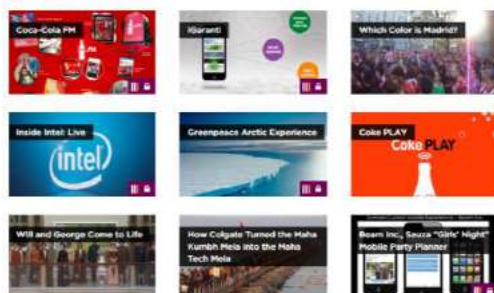 Coca-Cola FM
iGaranti
Which Color is Madrid?
Inside Intel: Live
Greenpeace Arctic Experience
Coke PLAY
intel
Coke PLAY
Will and George Come to Life
How Colgate Turned the Maha
Kumbh Mela into the Maha
Tech Mela
Beam Inc., Sauza "Girls' Night"
Mobile Party Planner